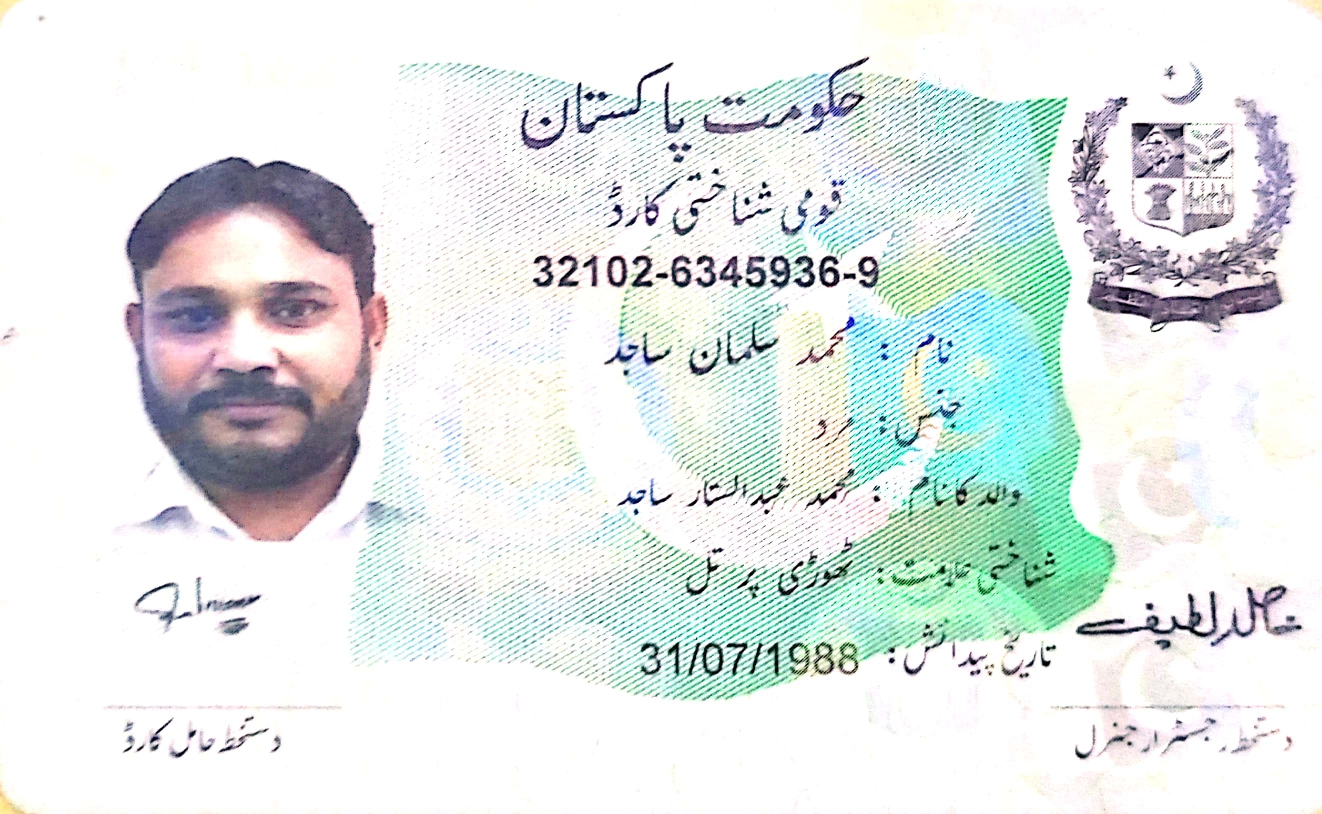 حکومت پاکستان
قومی شناختی کارڈ
32102-6345936-9
نام : محمد سلمان ساجد
جنس: مرد
والد کا نام : محمد عبدالستار ساجد
شناختی علامت: ٹھوڑی پر تل
تاریخ پیدائش: 31/07/1988
خالد لطیف
دستخط حامل کارڈ
دستخط رجسٹرار جنرل